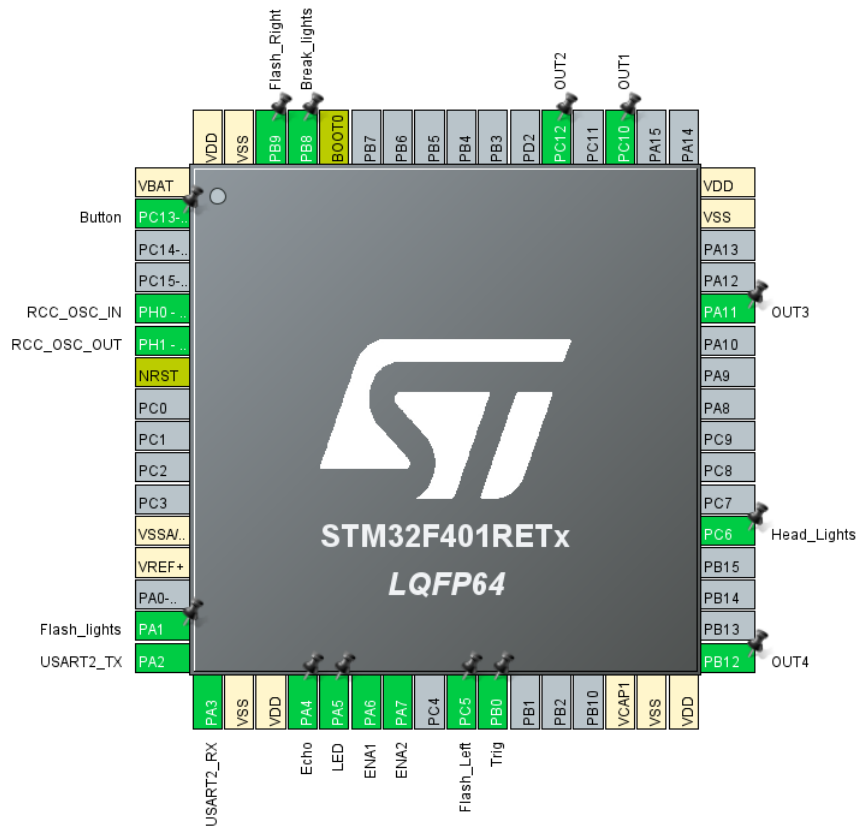 Flash_Right
Break_lights
OUT2
OUT1
VDD
VSS
PB9
PB8
BOOT0
PB7
PB6
PB5
PB4
PB3
PD2
PC12
PC11
PC10
PA15
PA14
VBAT
Button PC13-..
PC14-..
PC15-..
RCC_OSC_IN PH0 - ..
RCC_OSC_OUT PH1 - ..
NRST
PC0
PC1
PC2
PC3
VSSA/..
VREF+
PA0-..
Flash_lights PA1
USART2_TX PA2
STM32F401RETx
LQFP64
VDD
VSS
PA13
PA12
PA11 OUT3
PA10
PA9
PA8
PC9
PC8
PC7
PC6 Head_Lights
PB15
PB14
PB13
PB12 OUT4
PA3
VSS
VDD
PA4
PA5
PA6
PA7
PC4
PC5
PB0
PB1
PB2
PB10
VCAP1
VSS
VDD
USART2_RX
Echo
LED
ENA1
ENA2
Flash_Left
Trig